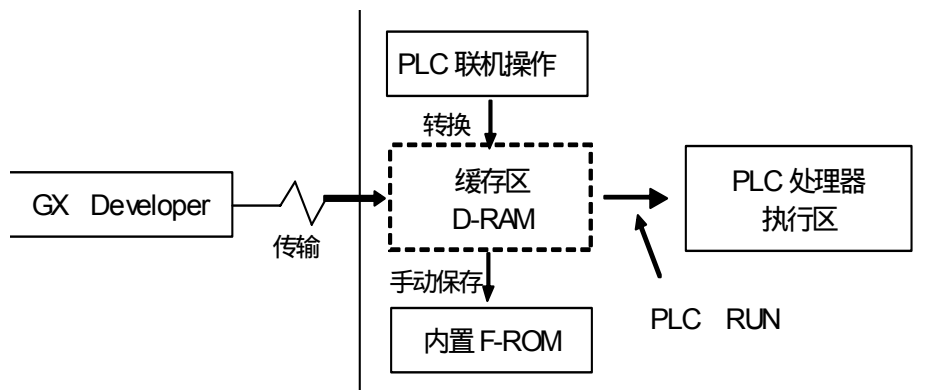 PLC 联机操作
转换
GX Developer
传输
缓存区
D-RAM
PLC 处理器
执行区
手动保存
PLC RUN
内置 F-ROM